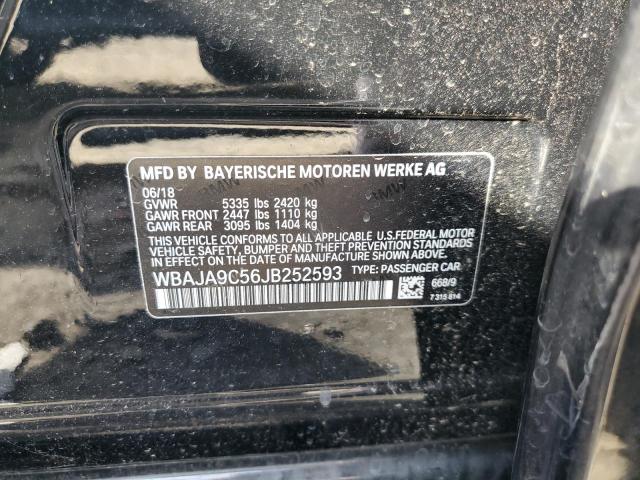 MFD BY BAYERISCHE MOTOREN WERKE AG
06/18
GVWR 5335 lbs 2420 kg
GAWR FRONT 2447 lbs 1110 kg
GAWR REAR 3095 lbs 1404 kg
THIS VEHICLE CONFORMS TO ALL APPLICABLE U.S.FEDERAL MOTOR
VEHICLE SAFETY, BUMPER AND THEFT PREVENTION STANDARDS IN
EFFECT ON THE DATE OF MANUFACTURE SHOWN ABOVE.
WBAJA9C56JB252593 TYPE: PASSENGER CAR
668/9
7 315 814